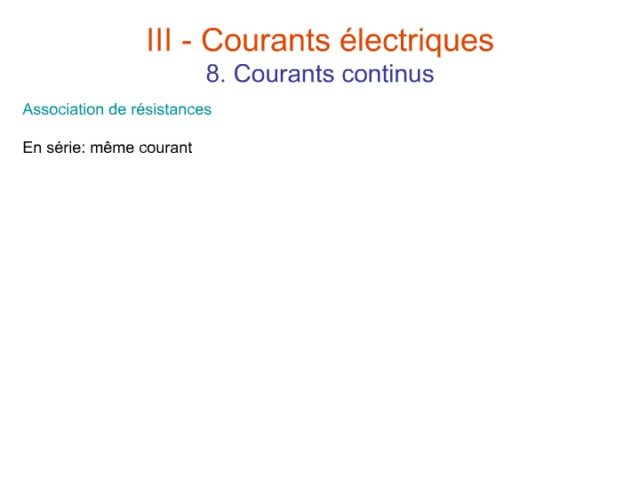 III - Courants électriques
8. Courants continus
Association de résistances
En série: même courant